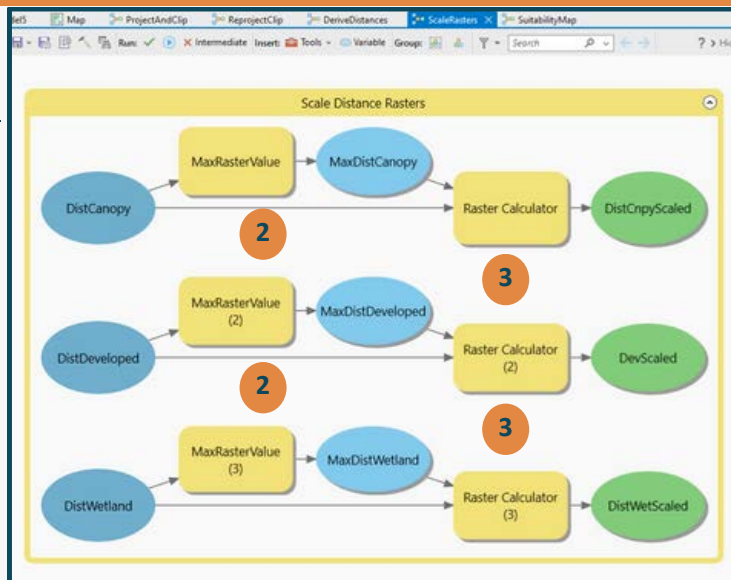 Map ProjectAndClip ReprojectClip DeriveDistances ScaleRasters × SuitabilityMap
Run: Intermediate Insert: Tools Variable Group: Search ?
Scale Distance Rasters
MaxRasterValue MaxDistCanopy
DistCanopy Raster Calculator DistCnpyScaled
2
3
MaxRasterValue (2) MaxDistDeveloped
DistDeveloped Raster Calculator (2) DevScaled
2
3
MaxRasterValue (3) MaxDistWetland
DistWetland Raster Calculator (3) DistWetScaled